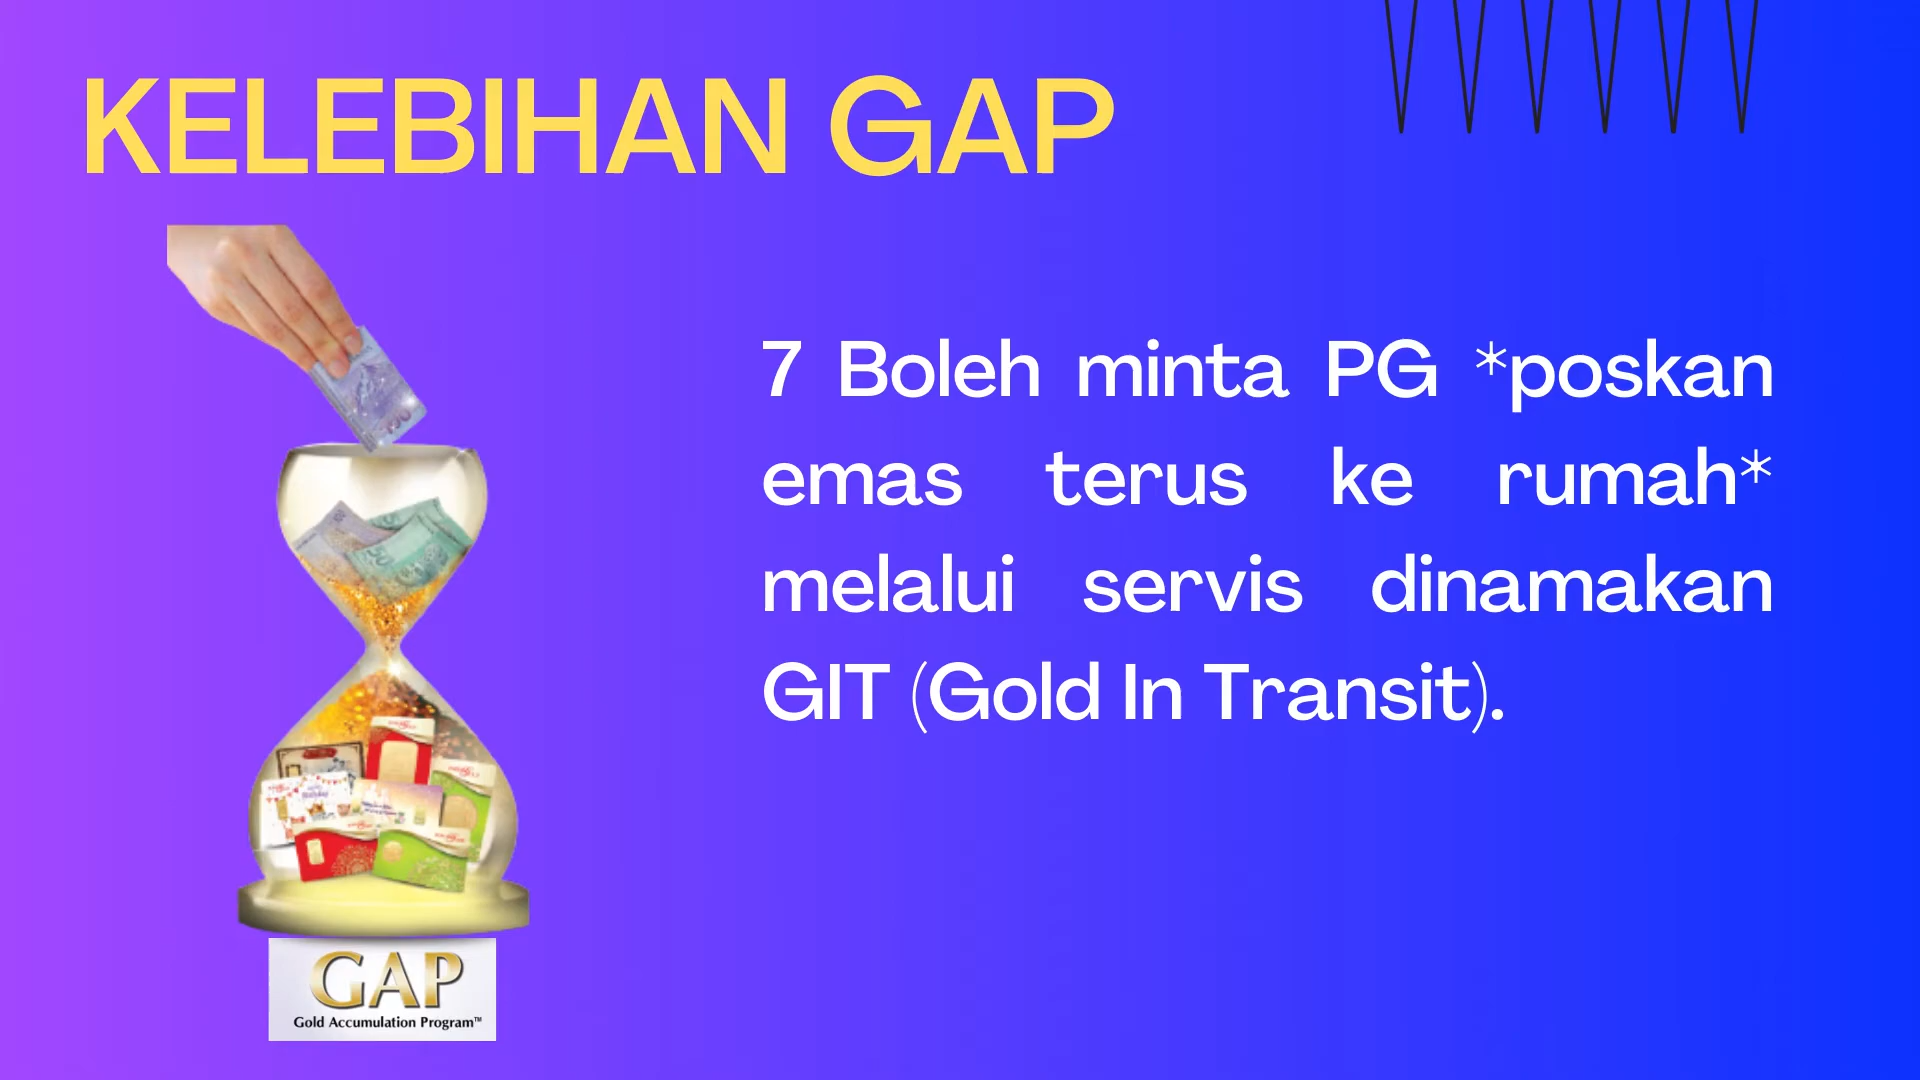 KELEBIHAN GAP
7 Boleh minta PG *poskan
emas terus ke rumah*
melalui servis dinamakan
GIT (Gold In Transit).
GAP
Gold Accumulation Program™